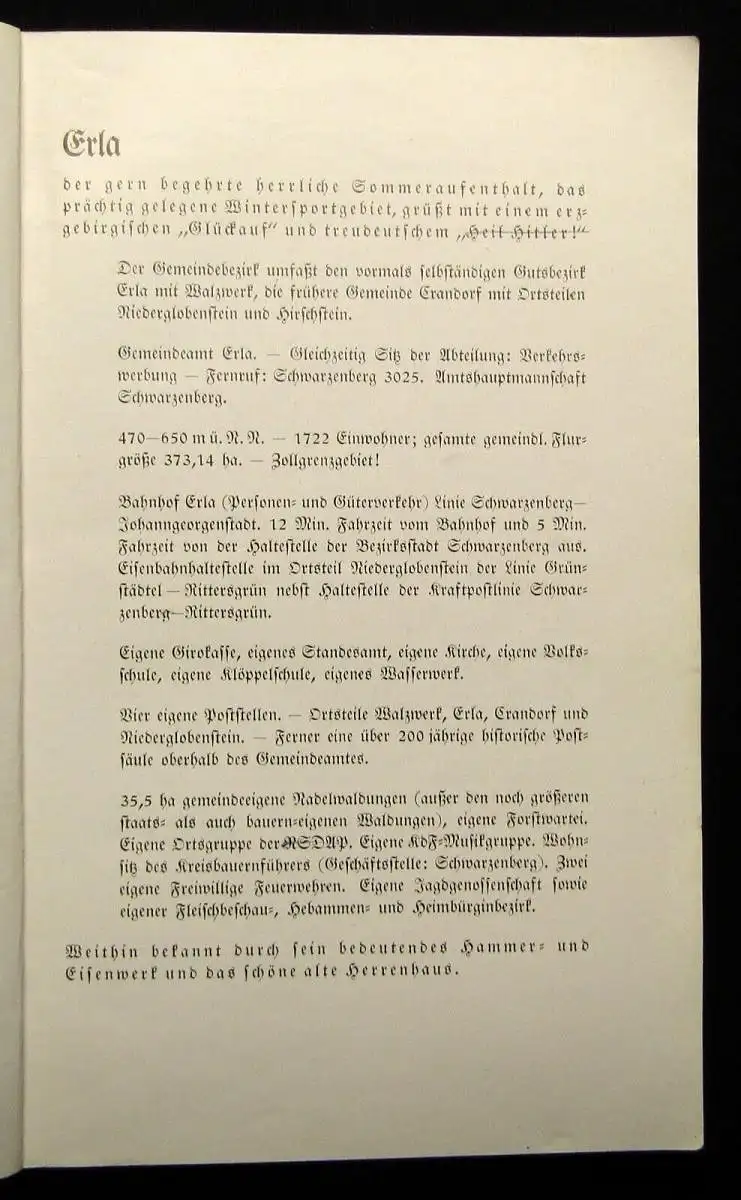 Erla
der gern begehrte herrliche Sommeraufenthalt, das
prächtig gelegene Wintersportgebiet, grüßt mit einem erz-
gebirgischen „Glückauf“ und treudeutschem „Heil Hitler!“
Der Gemeindebezirk umfaßt den vormals selbständigen Gutsbezirk
Erla mit Walzwerk, die frühere Gemeinde Crandorf mit Ortsteilen
Niederglobenstein und Hirschstein.
Gemeindeamt Erla. — Gleichzeitig Sitz der Abteilung: Verkehrs-
werbung — Fernruf: Schwarzenberg 3025. Amtshauptmannschaft
Schwarzenberg.
470—650 m ü. N. N. — 1722 Einwohner; gesamte gemeindl. Flur-
größe 373,14 ha. — Zollgrenzgebiet!
Bahnhof Erla (Personen- und Güterverkehr) Linie Schwarzenberg—
Johanngeorgenstadt. 12 Min. Fahrzeit vom Bahnhof und 5 Min.
Fahrzeit von der Haltestelle der Bezirksstadt Schwarzenberg aus.
Eisenbahnhaltestelle im Ortsteil Niederglobenstein der Linie Grün-
städtel — Rittersgrün nebst Haltestelle der Kraftpostlinie Schwar-
zenberg—Rittersgrün.
Eigene Girokasse, eigenes Standesamt, eigene Kirche, eigene Volks-
schule, eigene Klöppelschule, eigenes Wasserwerk.
Vier eigene Poststellen. — Ortsteile Walzwerk, Erla, Crandorf und
Niederglobenstein. — Ferner eine über 200 jährige historische Post-
säule oberhalb des Gemeindeamtes.
35,5 ha gemeindeeigene Nadelwaldungen (außer den noch größeren
staats- als auch bauern-eigenen Waldungen), eigene Forstwartei.
Eigene Ortsgruppe der NSDAP. Eigene KdF-Musikgruppe. Wohn-
sitz des Kreisbauernführers (Geschäftsstelle: Schwarzenberg). Zwei
eigene Freiwillige Feuerwehren. Eigene Jagdgenossenschaft sowie
eigener Fleischbeschau-, Hebammen- und Heimbürginbezirk.
Weithin bekannt durch sein bedeutendes Hammer- und
Eisenwerk und das schöne alte Herrenhaus.